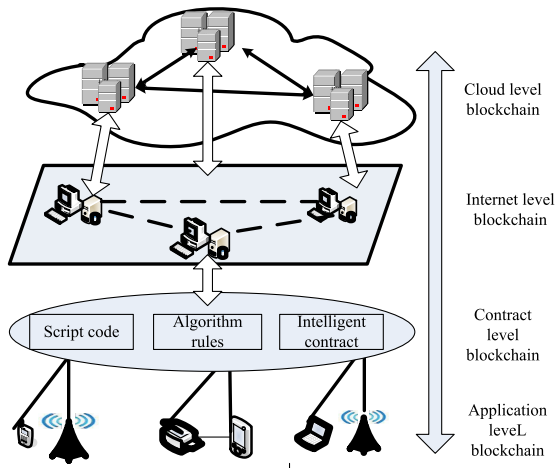 Cloud level
blockchain
Internet level
blockchain
Script code
Algorithm
rules
Intelligent
contract
Contract
level
blockchain
Application
leveL
blockchain